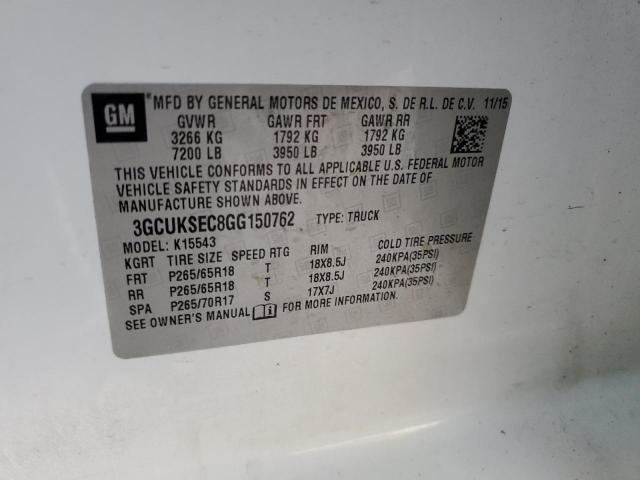 GM
MFD BY GENERAL MOTORS DE MEXICO, S. DE R.L. DE C.V. 11/15
GVWR GAWR FRT GAWR RR
3266 KG 1792 KG 1792 KG
7200 LB 3950 LB 3950 LB
THIS VEHICLE CONFORMS TO ALL APPLICABLE U.S. FEDERAL MOTOR
VEHICLE SAFETY STANDARDS IN EFFECT ON THE DATE OF
MANUFACTURE SHOWN ABOVE.
3GCUKSEC8GG150762 TYPE: TRUCK
MODEL: K15543
KGRT TIRE SIZE SPEED RTG RIM COLD TIRE PRESSURE
FRT P265/65R18 T 18X8.5J 240KPA(35PSI)
RR P265/65R18 T 18X8.5J 240KPA(35PSI)
SPA P265/70R17 S 17X7J 240KPA(35PSI)
SEE OWNER'S MANUAL FOR MORE INFORMATION.